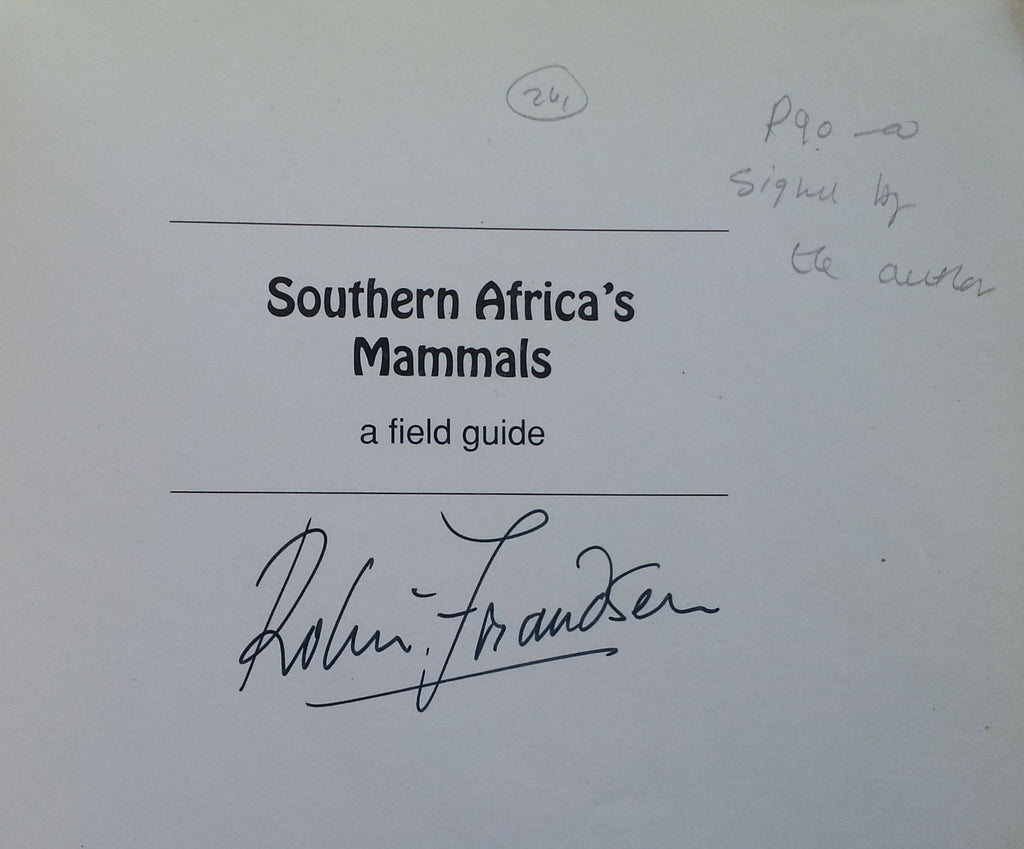 R90 —00
Signed by
the author
Southern Africa's
Mammals
a field guide
Robin Frandsen